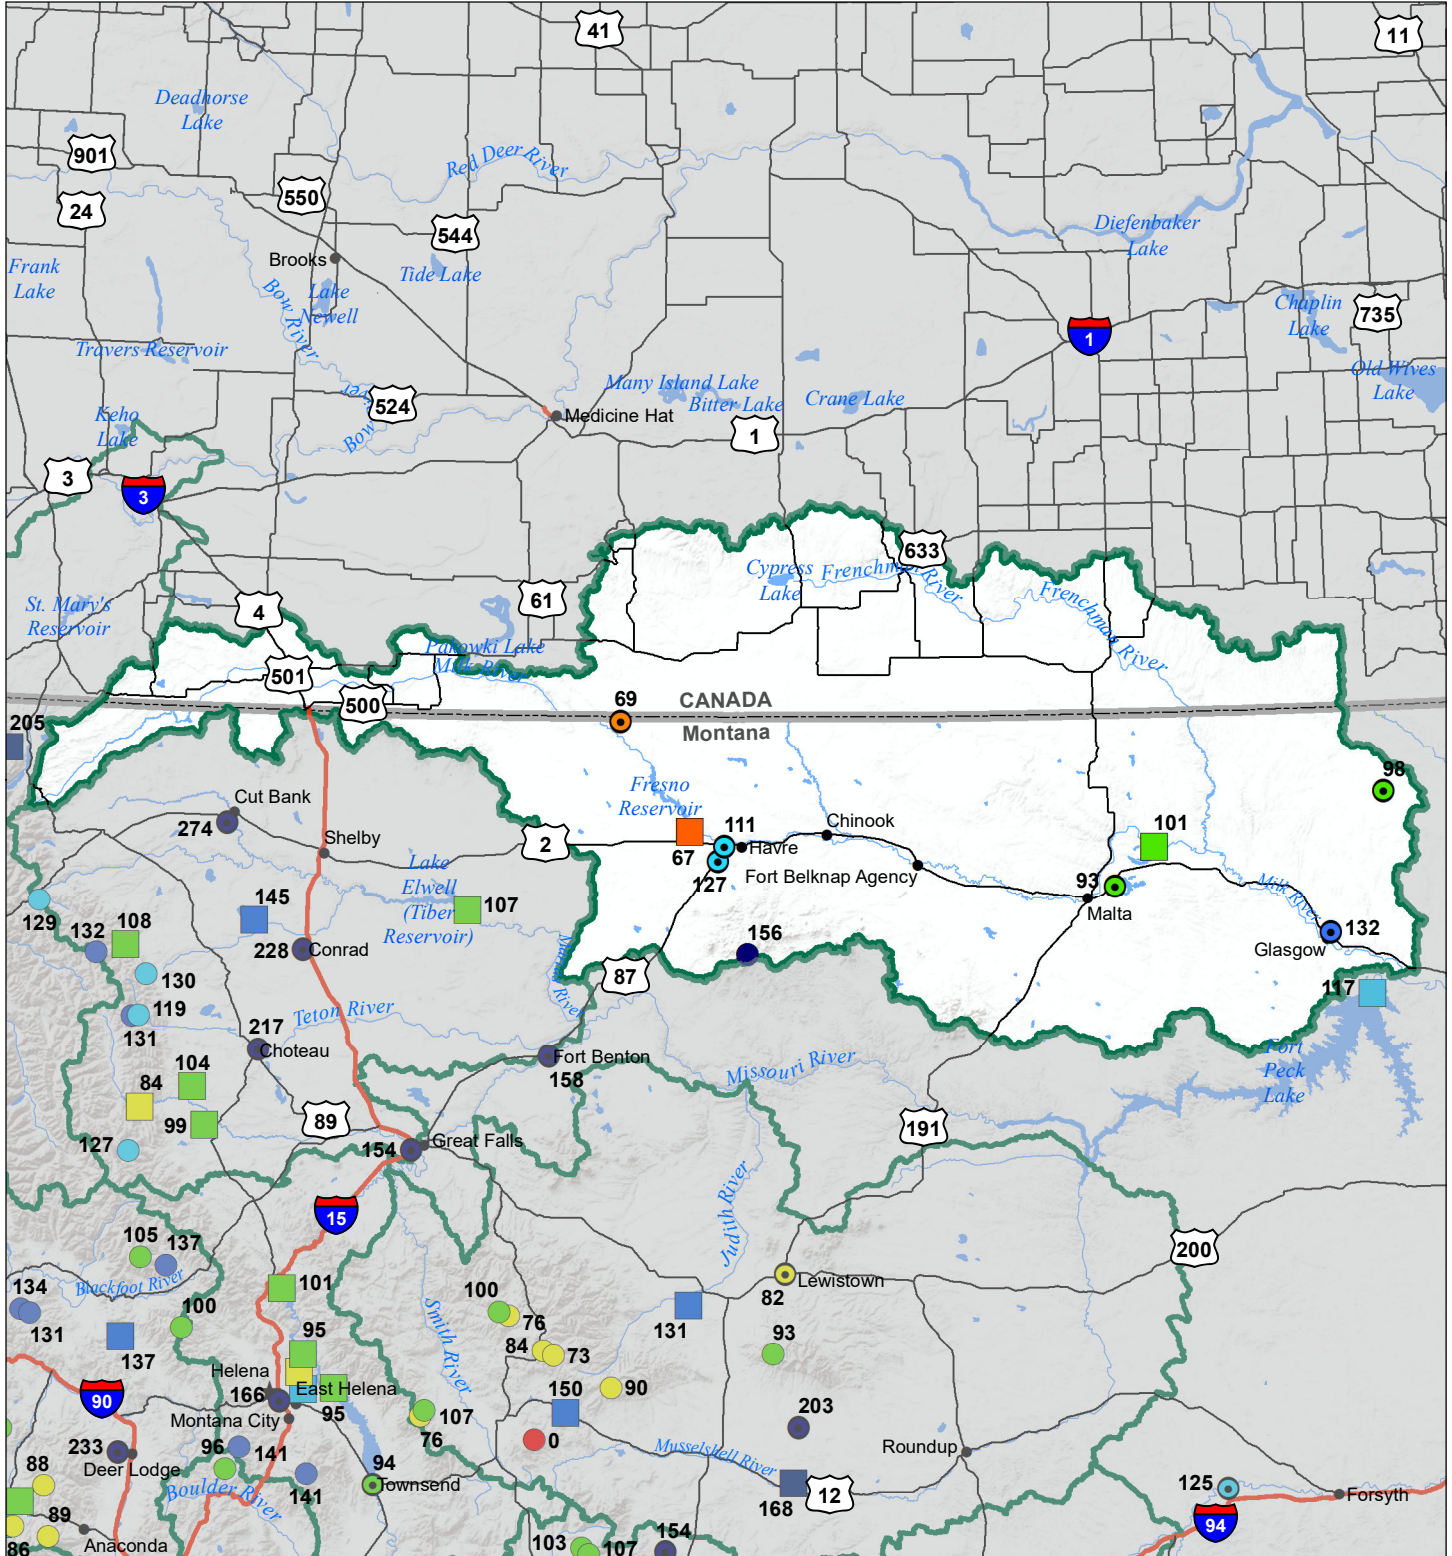 41
11
Deadhorse
Lake
901
Red Deer River
550
24
544
Diefenbaker
Lake
Brooks
Frank
Lake
Tide Lake
Bow River
Lake
Newell
Chaplin
Lake
735
1
Travers Reservoir
Old Wives
Lake
Many Island Lake
Bitter Lake
Crane Lake
524
Keho
Lake
Medicine Hat
Bow
1
3
3
633
Cypress
Lake
Frenchman River
61
4
St. Mary's
Reservoir
Frenchman River
Pakowki Lake
Milk River
501
500
69
CANADA
Montana
205
98
Fresno
Reservoir
Cut Bank
274
Shelby
2
111
Chinook
101
67
Havre
127
Fort Belknap Agency
93
Malta
Lake
Elwell
(Tiber
Reservoir)
107
129
145
108
132
Milk River
132
Glasgow
228
Conrad
156
130
87
117
Marias River
119
131
Teton River
217
Choteau
Fort Benton
158
Missouri River
Fort
Peck
Lake
104
84
99
89
191
127
154
Great Falls
15
Judith River
105
137
200
Blackfoot River
134
131
101
Lewistown
82
100
100
76
131
137
Smith River
95
84
73
93
Helena
166
East Helena
95
90
90
150
203
Montana City
107
76
0
233
Deer Lodge
96
141
Musselshell River
Roundup
94
Townsend
141
168
12
125
Forsyth
88
Boulder River
94
89
86
Anaconda
103
107
154